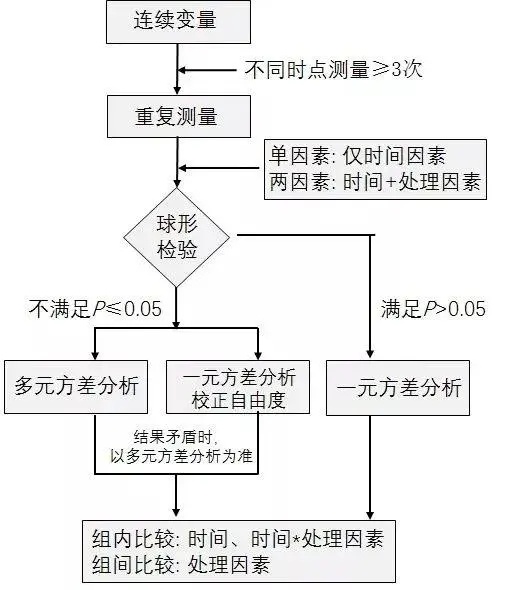 连续变量
不同时点测量≥3次
重复测量
单因素: 仅时间因素
两因素: 时间+处理因素
球形
检验
不满足P≤0.05
满足P>0.05
多元方差分析
一元方差分析
校正自由度
一元方差分析
结果矛盾时,
以多元方差分析为准
组内比较: 时间、时间*处理因素
组间比较: 处理因素